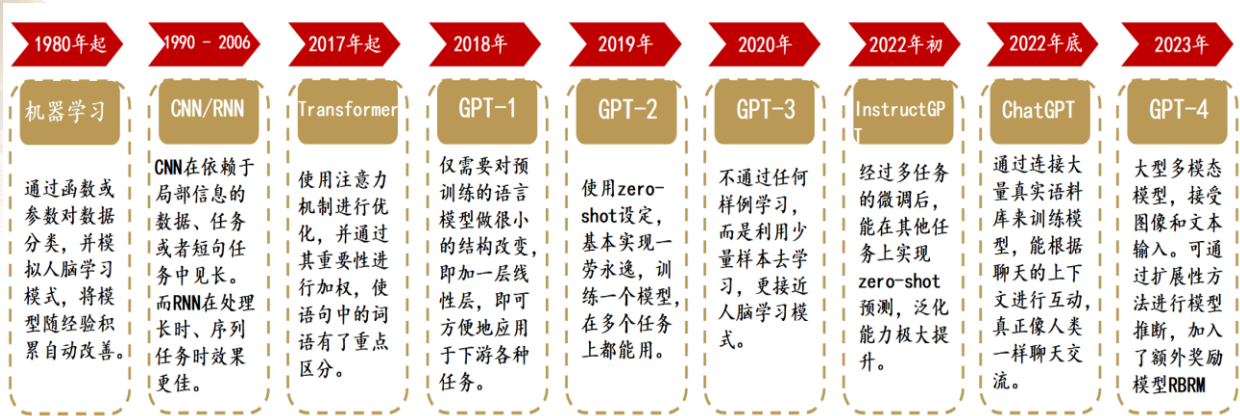 1980年起
机器学习
通过函数或
参数对数据
分类，并模
拟人脑学习
模式，将模
型随经验积
累自动改善。
1990 - 2006
CNN/RNN
CNN在依赖于
局部信息的
数据、任务
或者短句任
务中见长。
而RNN在处理
长时、序列
任务时效果
更佳。
2017年起
Transformer
使用注意力
机制进行优
化，并通过
其重要性进
行加权，使
语句中的词
语有了重点
区分。
2018年
GPT-1
仅需要对预
训练的语言
模型做很小
的结构改变，
即加一层线
性层，即可
方便地应用
于下游各种
任务。
2019年
GPT-2
使用zero-
shot设定，
基本实现一
劳永逸，训
练一个模型，
在多个任务
上都能用。
2020年
GPT-3
不通过任何
样例学习，
而是利用少
量样本去学
习，更接近
人脑学习模
式。
2022年初
InstructGP
T
经过多任务
的微调后，
能在其他任
务上实现
zero-shot
预测，泛化
能力极大提
升。
2022年底
ChatGPT
通过连接大
量真实语料
库来训练模
型，能根据
聊天的上下
文进行互动，
真正像人类
一样聊天交
流。
2023年
GPT-4
大型多模态
模型，接受
图像和文本
输入。可通
过扩展性方
法进行模型
推断，加入
了额外奖励
模型RBRM